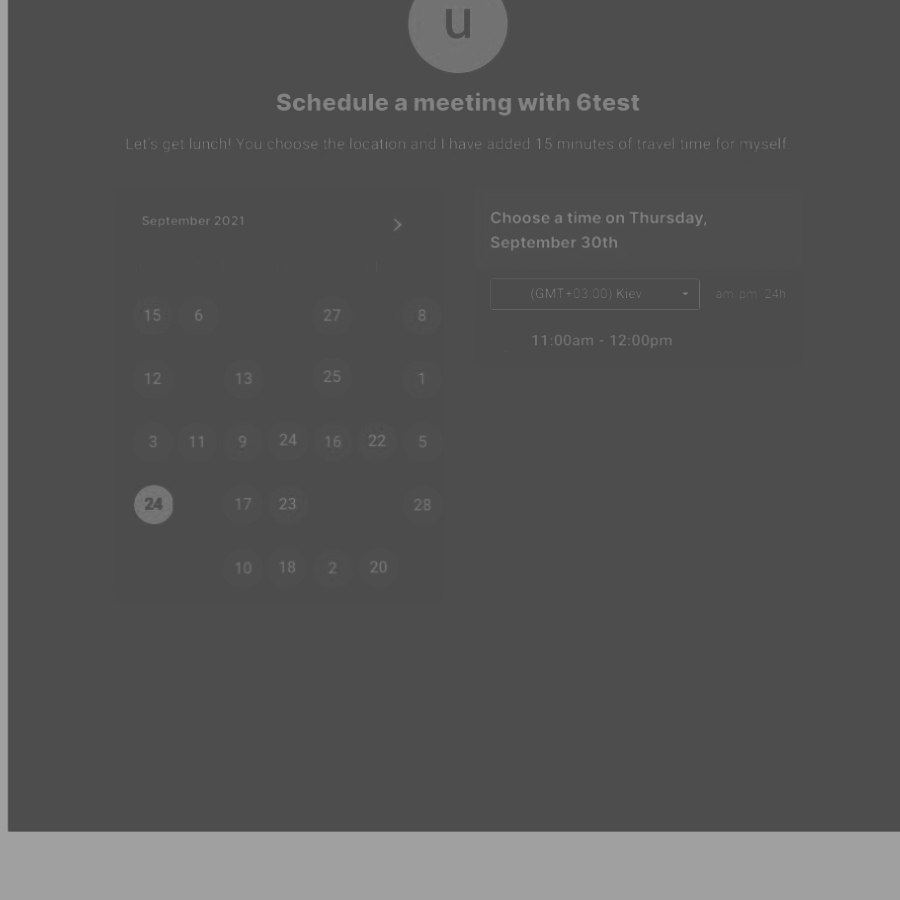 u
Schedule a meeting with 6test
Let's get lunch! You choose the location and I have added 15 minutes of travel time for myself.
September 2021
15 6 27 8
12 13 25 1
3 11 9 24 16 22 5
24 17 23 28
10 18 2 20
Choose a time on Thursday,
September 30th
(GMT+03:00) Kiev am/pm 24h
11:00am - 12:00pm